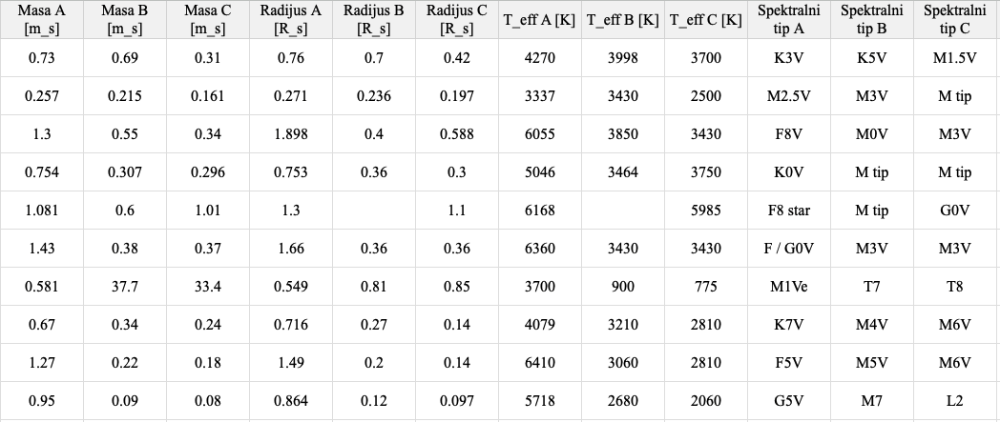 Masa A [m_s] Masa B [m_s] Masa C [m_s] Radijus A [R_s] Radijus B [R_s] Radijus C [R_s] T_eff A [K] T_eff B [K] T_eff C [K] Spektralni tip A Spektralni tip B Spektralni tip C
0.73 0.69 0.31 0.76 0.7 0.42 4270 3998 3700 K3V K5V M1.5V
0.257 0.215 0.161 0.271 0.236 0.197 3337 3430 2500 M2.5V M3V M tip
1.3 0.55 0.34 1.898 0.4 0.588 6055 3850 3430 F8V M0V M3V
0.754 0.307 0.296 0.753 0.36 0.3 5046 3464 3750 K0V M tip M tip
1.081 0.6 1.01 1.3 1.1 6168 5985 F8 star M tip G0V
1.43 0.38 0.37 1.66 0.36 0.36 6360 3430 3430 F / G0V M3V M3V
0.581 37.7 33.4 0.549 0.81 0.85 3700 900 775 M1Ve T7 T8
0.67 0.34 0.24 0.716 0.27 0.14 4079 3210 2810 K7V M4V M6V
1.27 0.22 0.18 1.49 0.2 0.14 6410 3060 2810 F5V M5V M6V
0.95 0.09 0.08 0.864 0.12 0.097 5718 2680 2060 G5V M7 L2